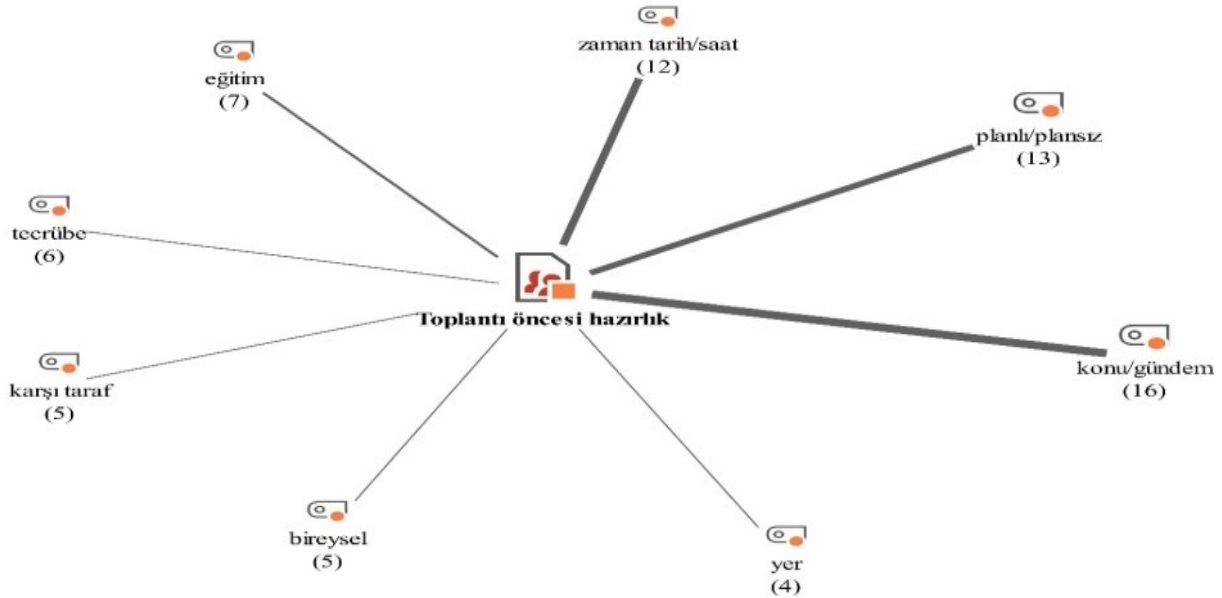 zaman tarih/saat
(12)
eğitim
(7)
planlı/plansız
(13)
tecrübe
(6)
Toplantı öncesi hazırlık
konu/gündem
(16)
karşı taraf
(5)
bireysel
(5)
yer
(4)